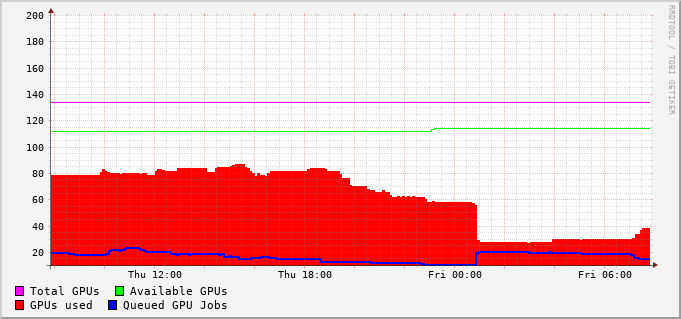 RRDTOOL / TOBI OETIKER
200
180
160
140
120
100
80
60
40
20
Thu 12:00 Thu 18:00 Fri 00:00 Fri 06:00
Total GPUs Available GPUs
GPUs used Queued GPU Jobs